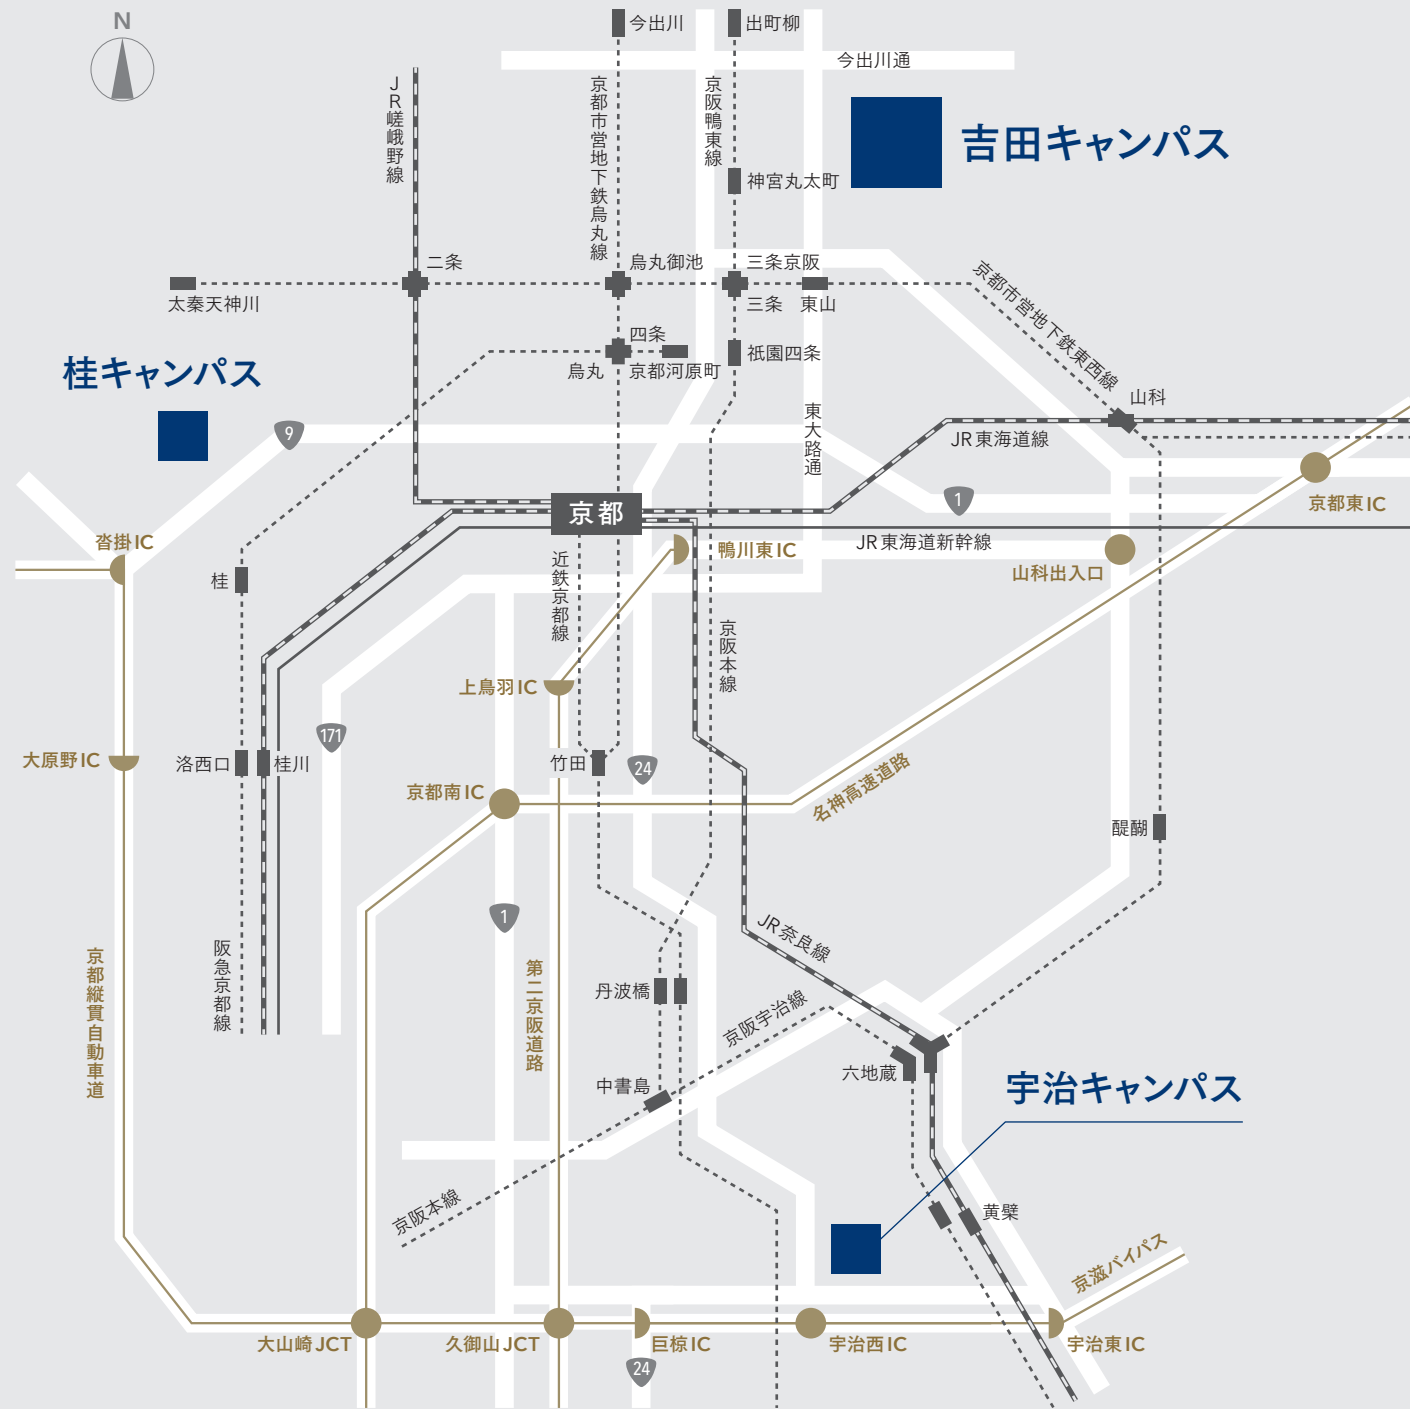 N
今出川
出町柳
今出川通
JR嵯峨野線
京都市営地下鉄烏丸線
京阪鴨東線
吉田キャンパス
神宮丸太町
二条
烏丸御池
三条京阪
太秦天神川
三条
東山
京都市営地下鉄東西線
四条
烏丸
京都河原町
祇園四条
桂キャンパス
9
東大路通
山科
JR東海道線
京都
1
京都東IC
沓掛IC
鴨川東IC
JR東海道新幹線
山科出入口
桂
近鉄京都線
京阪本線
上鳥羽IC
171
大原野IC
洛西口
桂川
竹田
24
京都南IC
名神高速道路
醍醐
1
阪急京都線
京都縦貫自動車道
第二京阪道路
JR奈良線
丹波橋
京阪宇治線
中書島
六地蔵
宇治キャンパス
京阪本線
黄檗
京滋バイパス
大山崎JCT
久御山JCT
巨椋IC
宇治西IC
宇治東IC
24